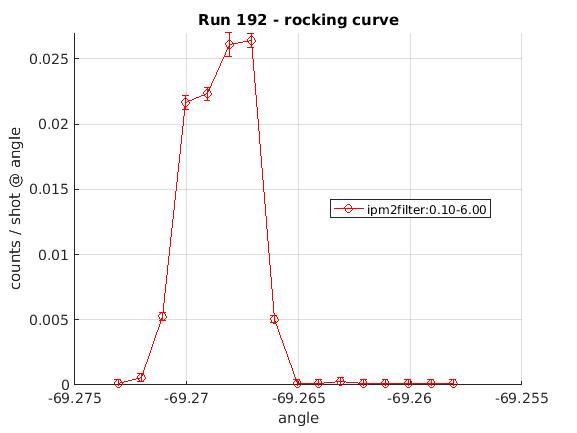 Run 192 - rocking curve
counts / shot @ angle
0.025
0.02
0.015
0.01
0.005
0
ipm2filter:0.10-6.00
-69.275
-69.27
-69.265
-69.26
-69.255
angle